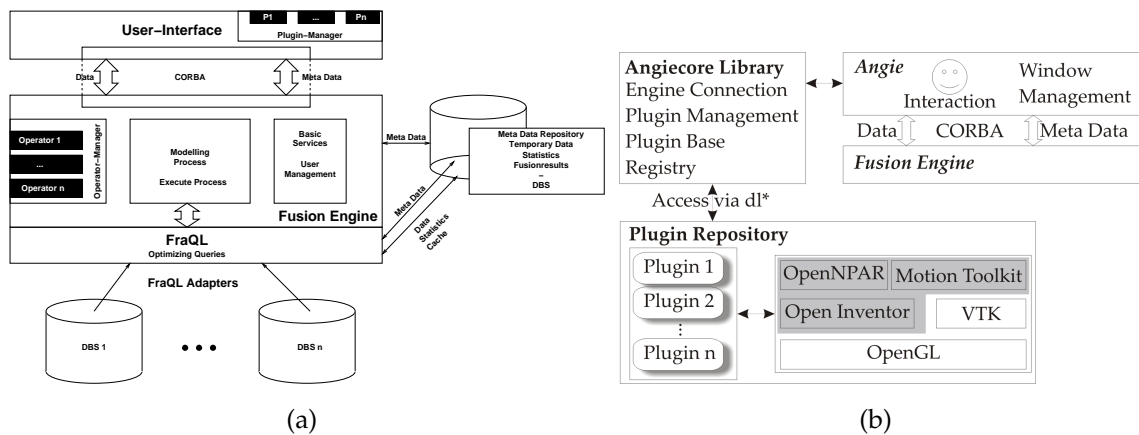 P1 ... Pn
User-Interface
Plugin-Manager
Data
CORBA
Meta Data
Operator 1
...
Operator n
Operator-Manager
Modelling
Process
Execute Process
Basic
Services
User
Management
Fusion Engine
Meta Data
Meta Data Repository
Temporary Data
Statistics
Fusionresults
–
DBS
Meta Data
Data
Statistics
Cache
FraQL
Optimizing Queries
FraQL Adapters
DBS 1
DBS n
(a)
Angiecore Library
Engine Connection
Plugin Management
Plugin Base
Registry
Angie
Interaction
Window
Management
Data
CORBA
Meta Data
Fusion Engine
Access via dl*
Plugin Repository
Plugin 1
Plugin 2
Plugin n
OpenNPAR
Motion Toolkit
Open Inventor
VTK
OpenGL
(b)